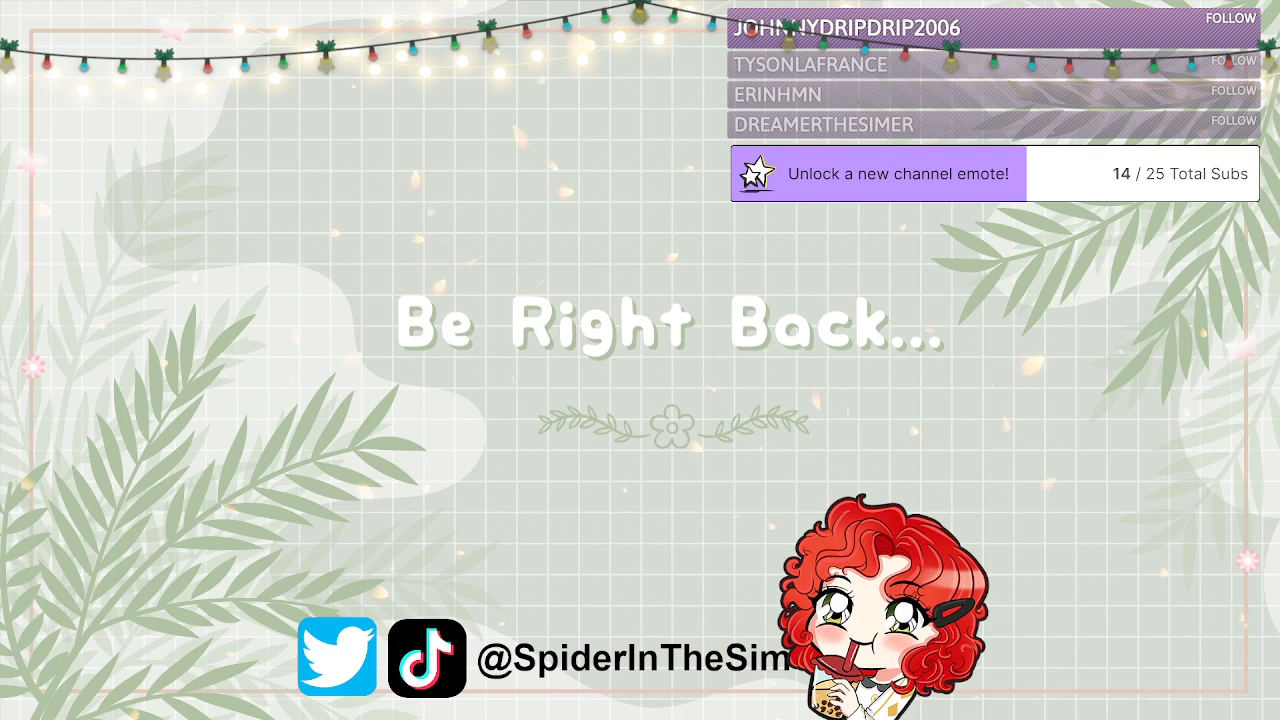 JOHNNYDRIPDRIP2006 FOLLOW
TYSONLAFRANCE FOLLOW
ERINHMN FOLLOW
DREAMERTHESIMER FOLLOW
Unlock a new channel emote! 14 / 25 Total Subs
Be Right Back...
@SpiderInTheSim